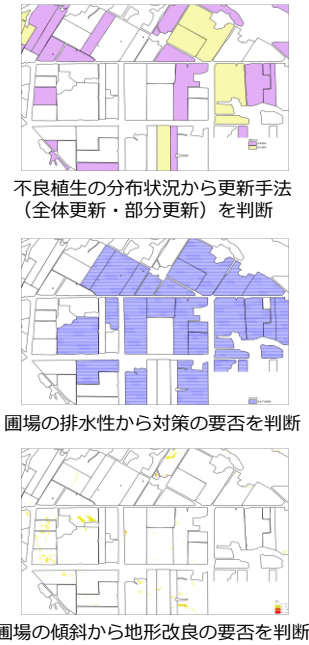 不良植生の分布状況から更新手法
（全体更新・部分更新）を判断
圃場の排水性から対策の要否を判断
圃場の傾斜から地形改良の要否を判断